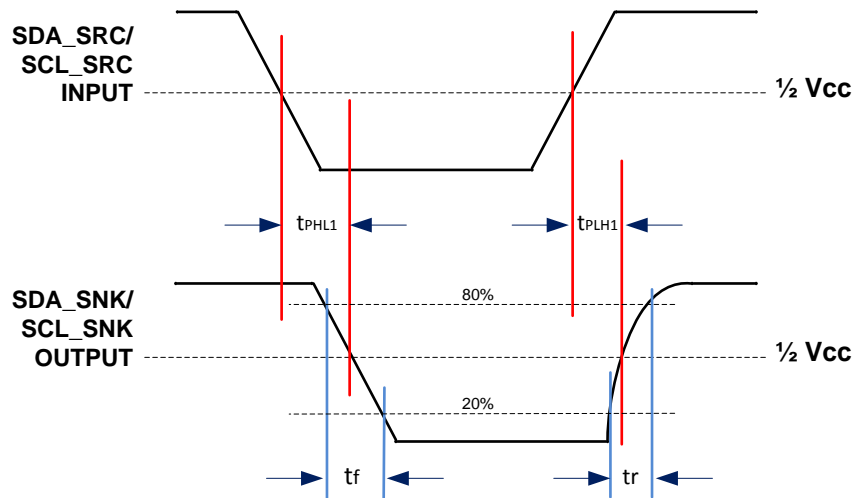 SDA_SRC/
SCL_SRC
INPUT
½ Vcc
tPHL1
tPLH1
SDA_SNK/
SCL_SNK
OUTPUT
80%
½ Vcc
20%
tf
tr